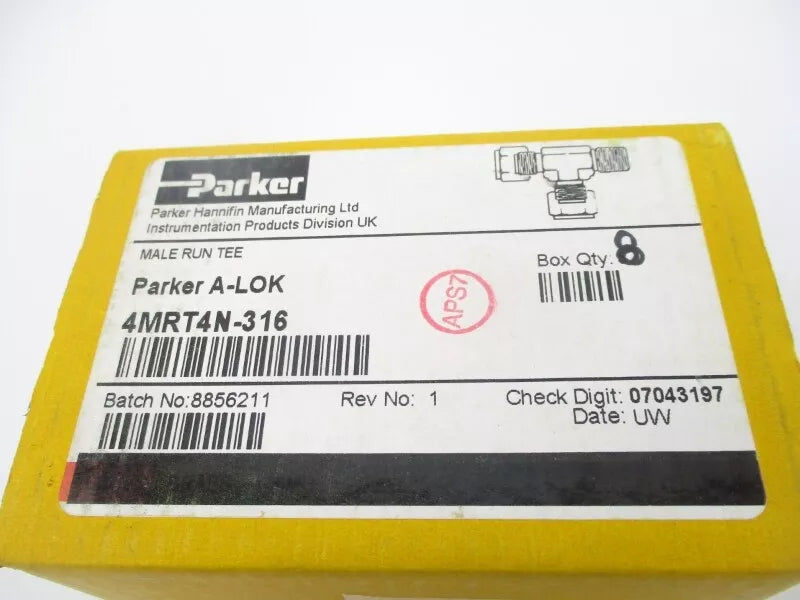 Parker
Parker Hannifin Manufacturing Ltd
Instrumentation Products Division UK
MALE RUN TEE
Parker A-LOK
4MRT4N-316
Box Qty: 8
APS7
Batch No:8856211
Rev No: 1
Check Digit: 07043197
Date: UW